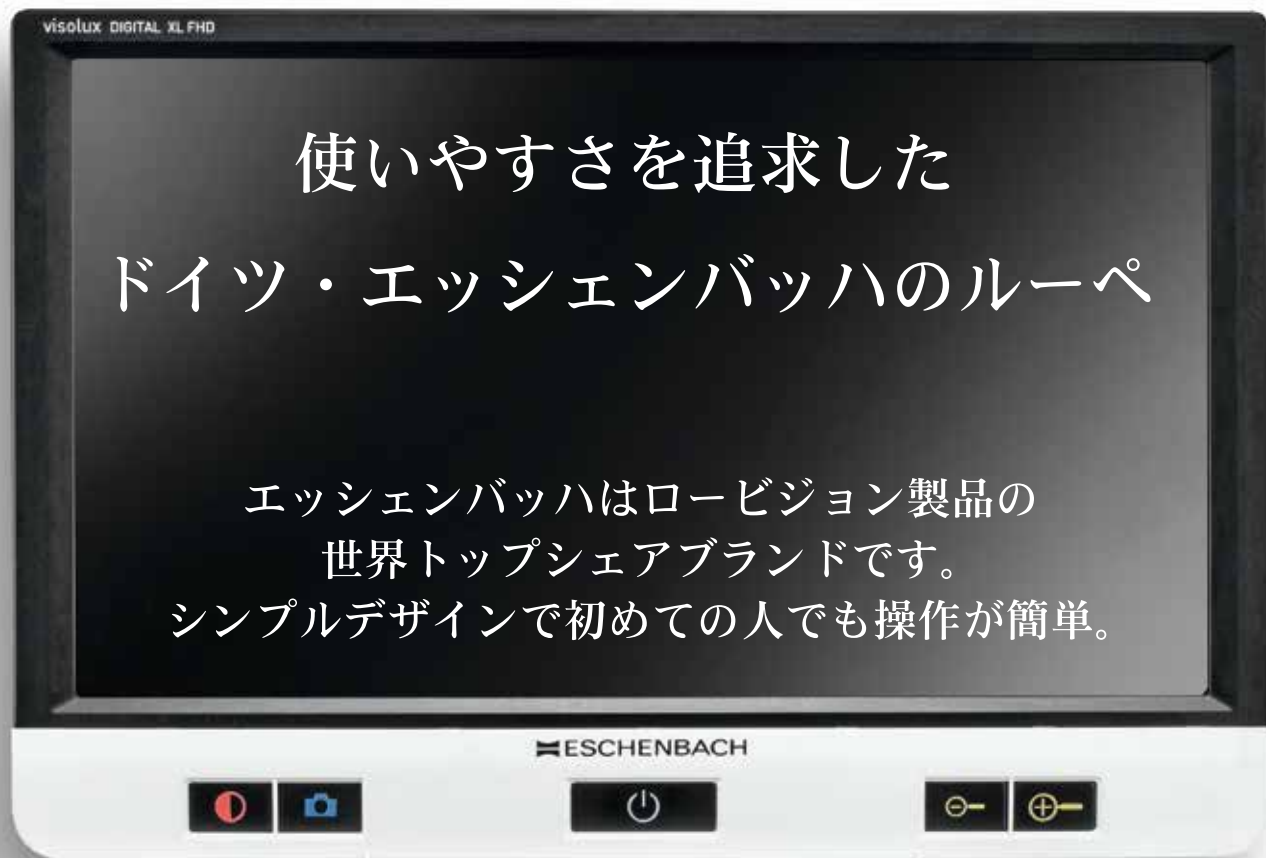 visolux DIGITAL XL FHD
使いやすさを追求した
ドイツ・エッシェンバッハのルーペ
エッシェンバッハはロービジョン製品の
世界トップシェアブランドです。
シンプルデザインで初めての人でも操作が簡単。
ESCHENBACH